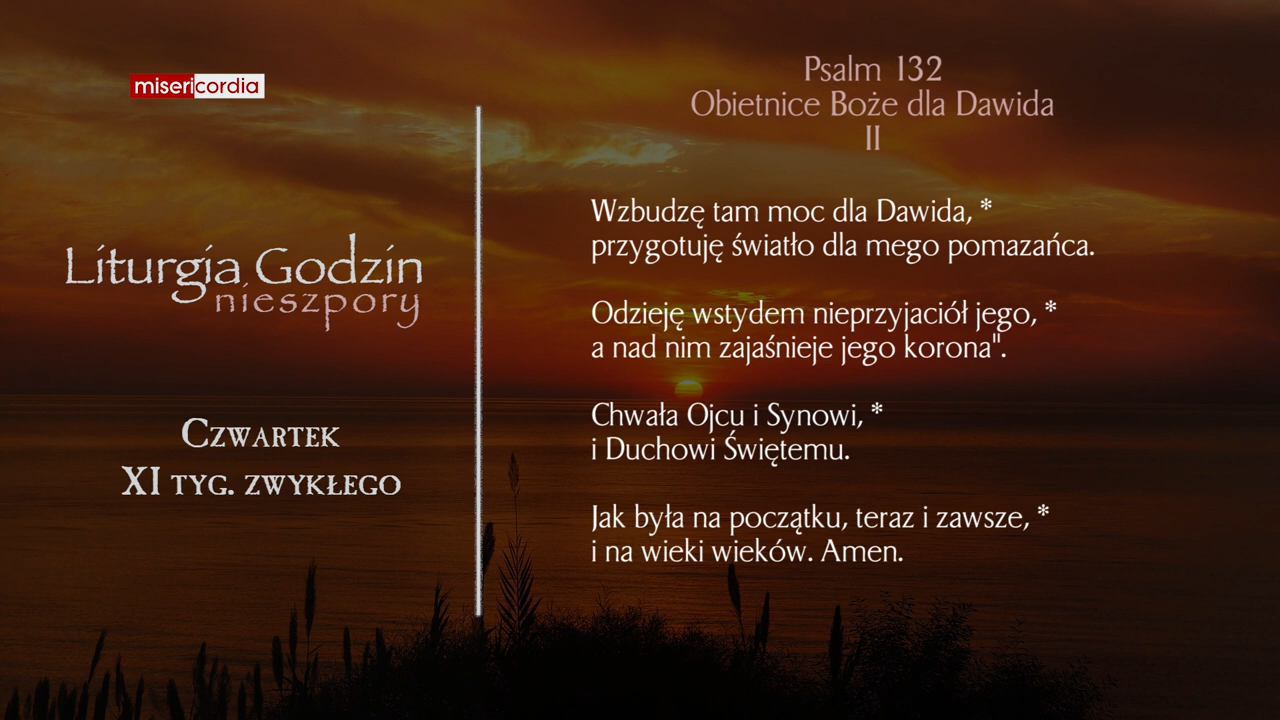 misericordia
Liturgia Godzin
nieszpory
Czwartek
XI tyg. zwykłego
Psalm 132
Obietnice Boże dla Dawida
II
Wzbudzę tam moc dla Dawida, *
przygotuję światło dla mego pomazańca.
Odzieję wstydem nieprzyjaciół jego, *
a nad nim zajaśnieje jego korona".
Chwała Ojcu i Synowi, *
i Duchowi Świętemu.
Jak była na początku, teraz i zawsze, *
i na wieki wieków. Amen.